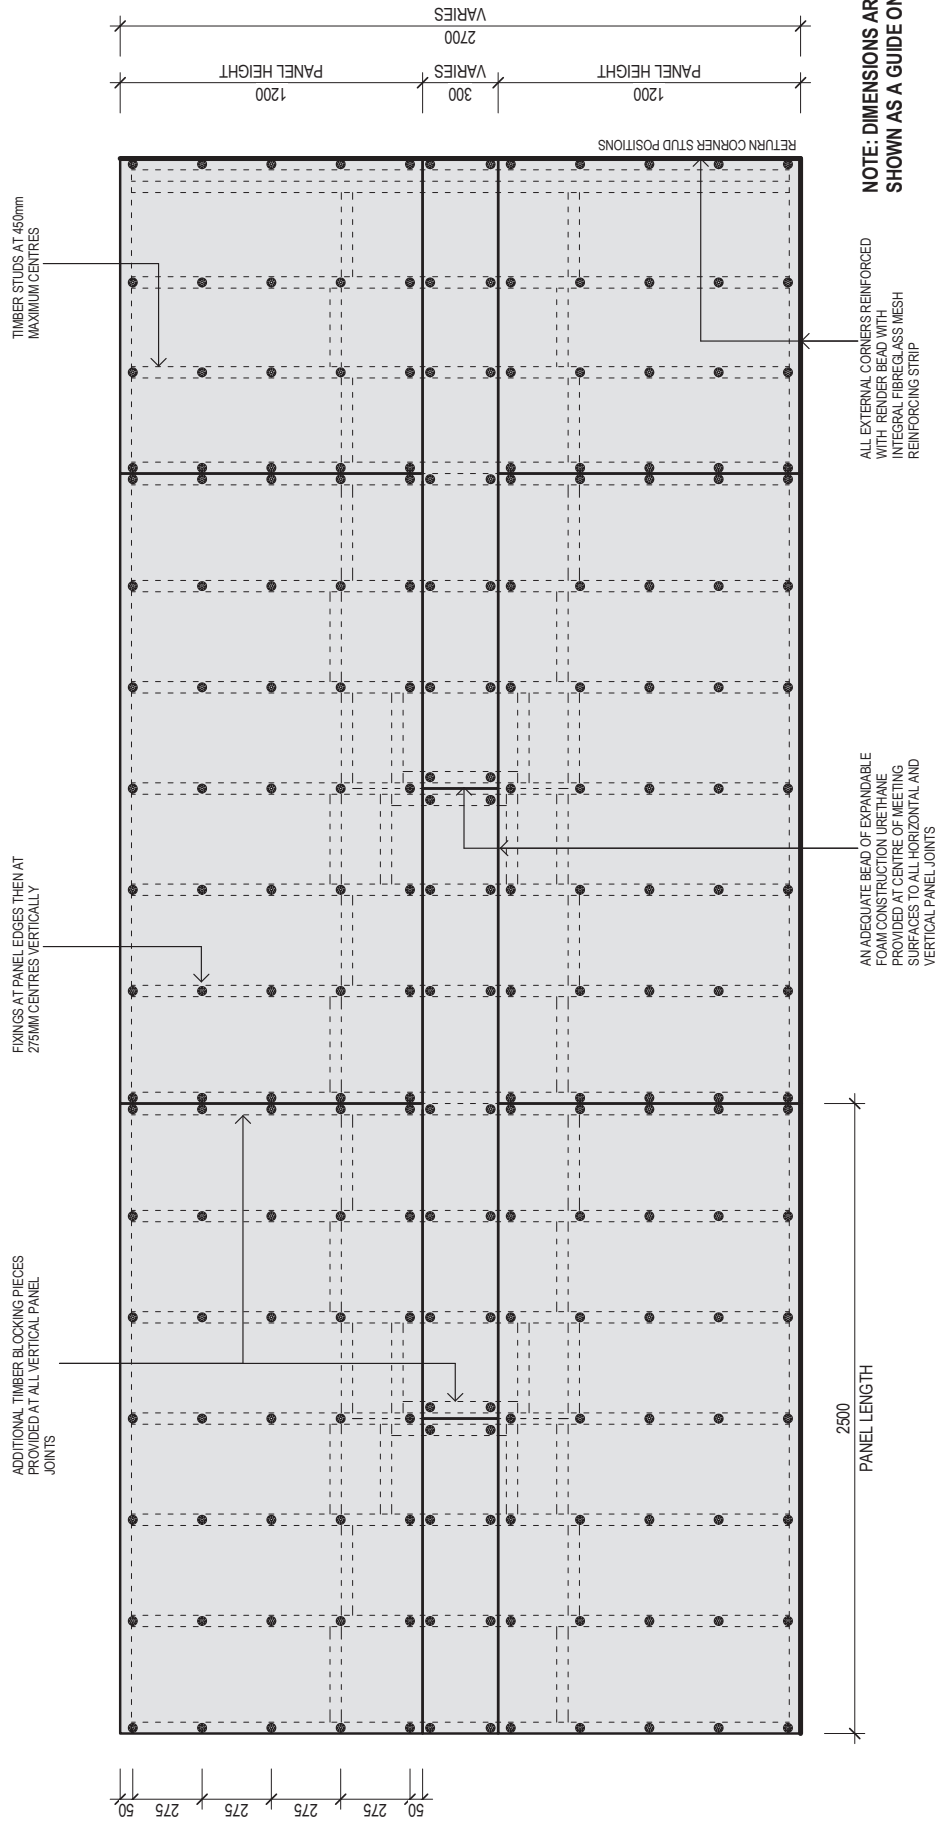 VARIES
2700
PANEL HEIGHT
1200
VARIES
300
PANEL HEIGHT
1200
NOTE: DIMENSIONS AR
SHOWN AS A GUIDE ON
RETURN CORNER STUD POSITIONS
TIMBER STUDS AT 450mm
MAXIMUM CENTRES
ALL EXTERNAL CORNERS REINFORCED
WITH RENDER BEAD WITH
INTEGRAL FIBREGLASS MESH
REINFORCING STRIP
FIXINGS AT PANEL EDGES THEN AT
275MM CENTRES VERTICALLY
AN ADEQUATE BEAD OF EXPANDABLE
FOAM CONSTRUCTION URETHANE
PROVIDED AT CENTRE OF MEETING
SURFACES TO ALL HORIZONTAL AND
VERTICAL PANEL JOINTS
ADDITIONAL TIMBER BLOCKING PIECES
PROVIDED AT ALL VERTICAL PANEL
JOINTS
2500
PANEL LENGTH
50
275
275
275
275
50